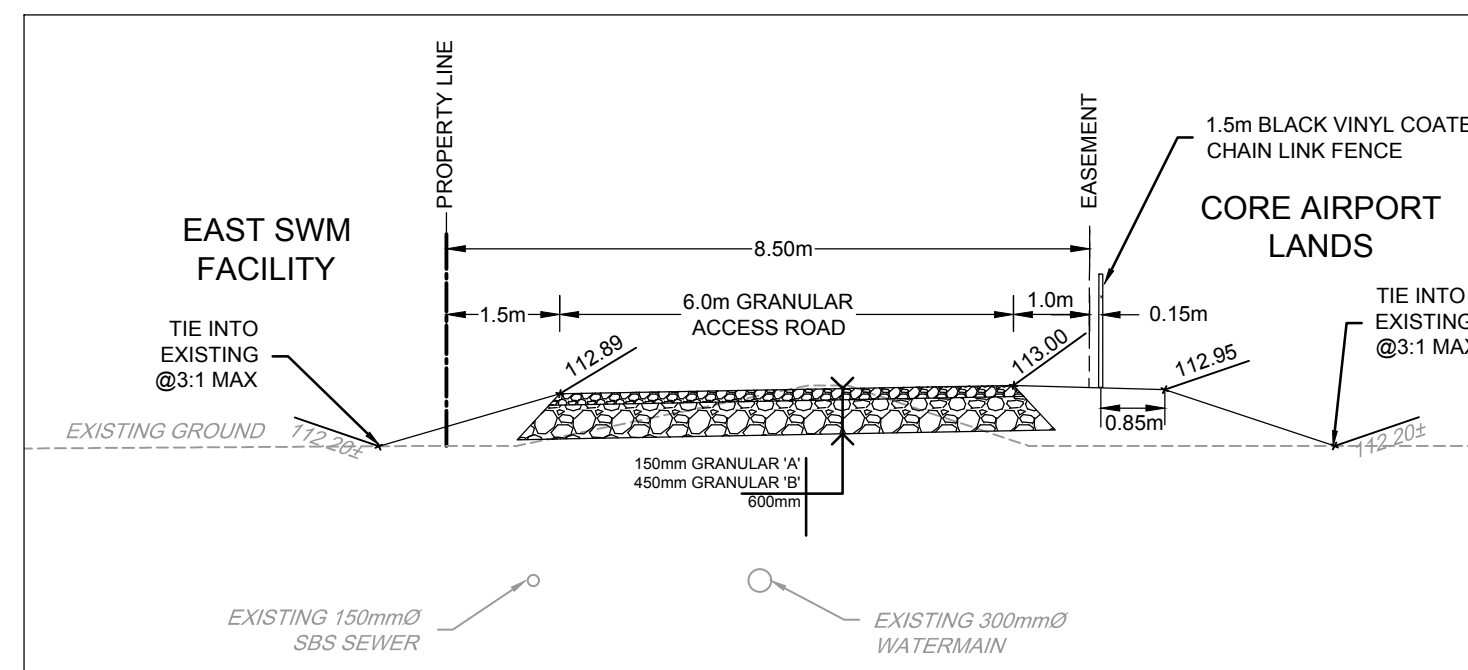 PROPERTY LINE
EASEMENT
1.5m BLACK VINYL COATE
CHAIN LINK FENCE
EAST SWM
FACILITY
CORE AIRPORT
LANDS
8.50m
1.5m
6.0m GRANULAR
ACCESS ROAD
1.0m
0.15m
TIE INTO
EXISTING
@3:1 MAX
TIE INTO
EXISTING
@3:1 MAX
112.89
113.00
112.95
0.85m
EXISTING GROUND
112.20±
112.20±
150mm GRANULAR 'A'
450mm GRANULAR 'B'
600mm
EXISTING 150mmØ
SBS SEWER
EXISTING 300mmØ
WATERMAIN